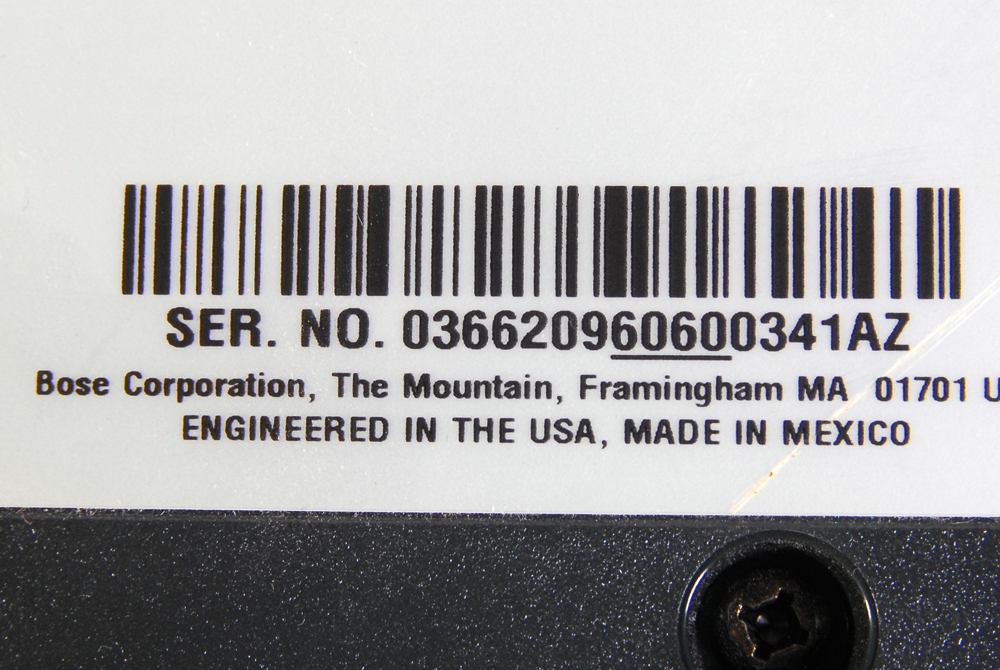 SER. NO. 036620960600341AZ
Bose Corporation, The Mountain, Framingham MA 01701 U
ENGINEERED IN THE USA, MADE IN MEXICO